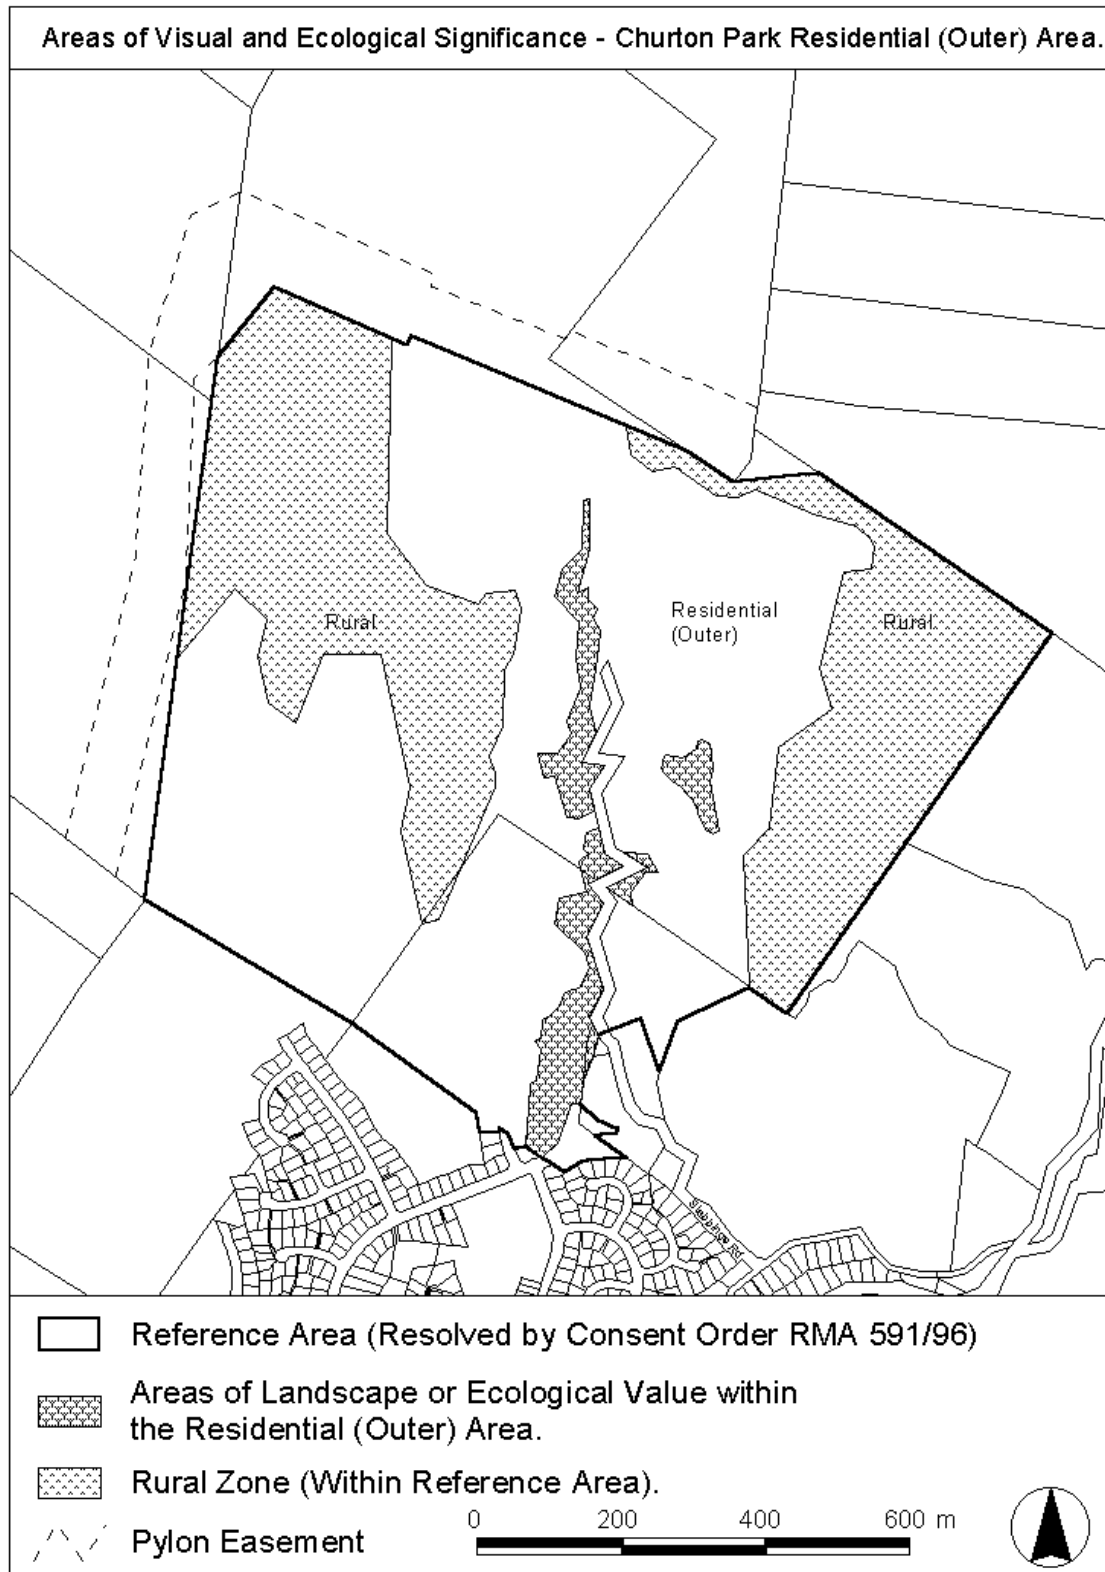 Areas of Visual and Ecological Significance - Churton Park Residential (Outer) Area.
Rural
Residential
(Outer)
Rural
Stebbings Rd
Reference Area (Resolved by Consent Order RMA 591/96)
Areas of Landscape or Ecological Value within
the Residential (Outer) Area.
Rural Zone (Within Reference Area).
Pylon Easement
0 200 400 600 m